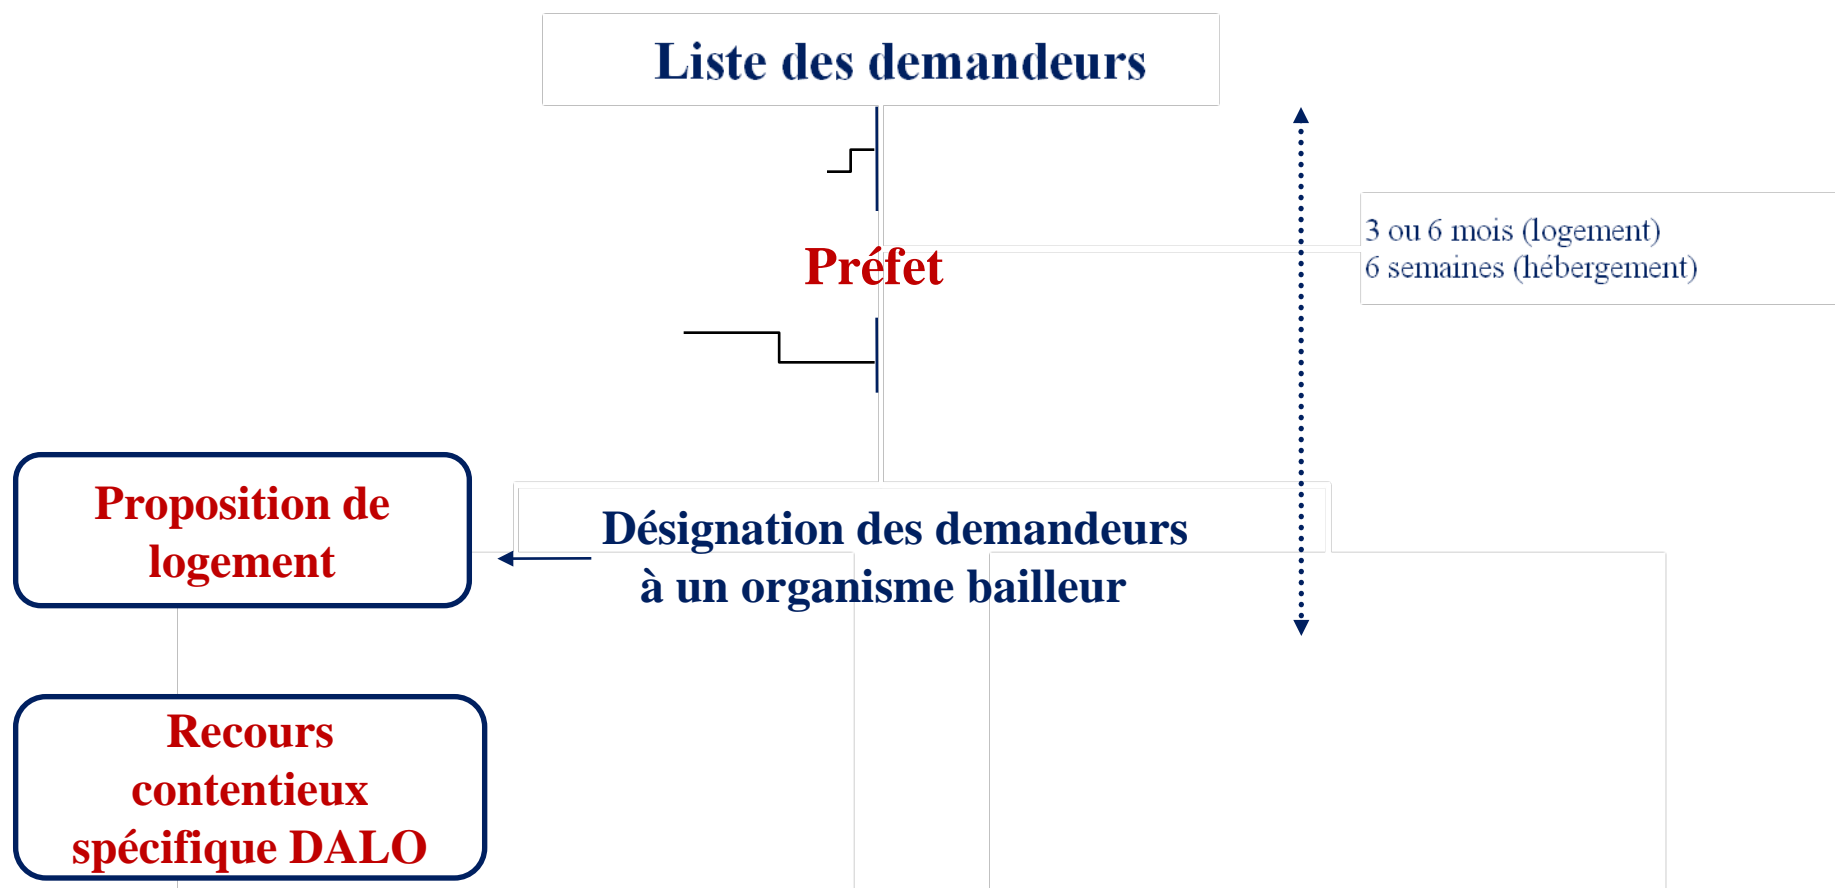 Liste des demandeurs
3 ou 6 mois (logement)
Préfet
6 semaines (hébergement)
Proposition de
logement
Désignation des demandeurs
à un organisme bailleur
Recours
contentieux
spécifique DALO